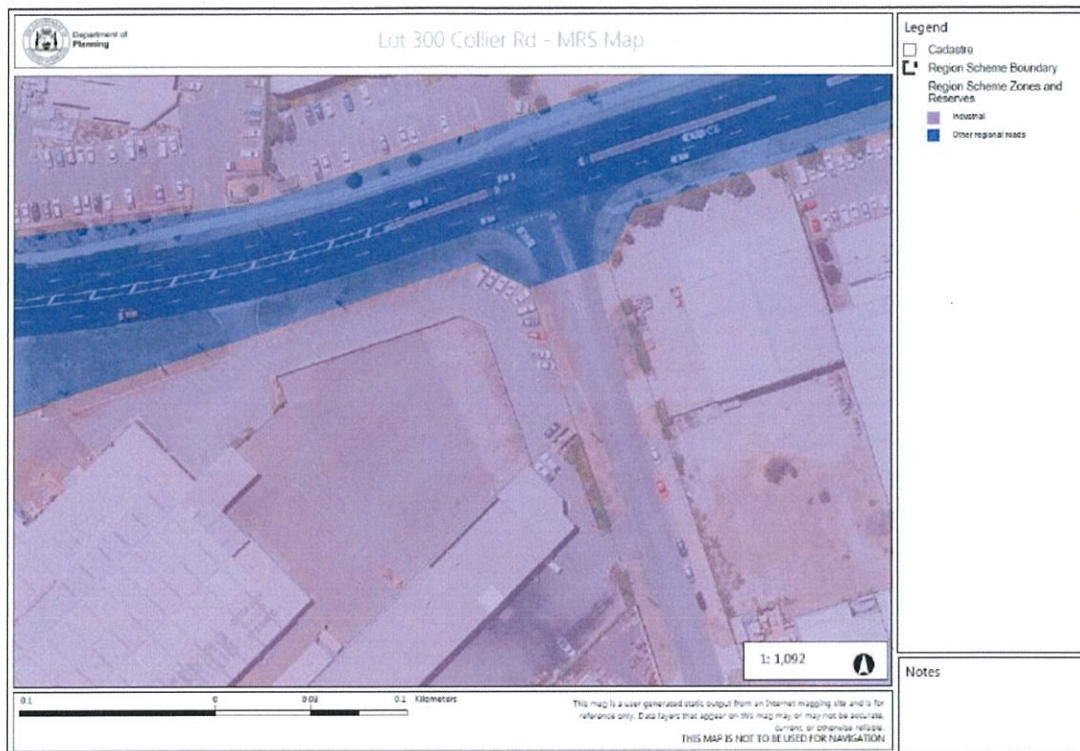 Department of
Planning
Lot 300 Collier Rd - MRS Map
Legend
Cadastre
Region Scheme Boundary
Region Scheme Zones and
Reserves
Industrial
Other regional roads
1: 1,092
Notes
0.1 0 0.03 0.1 Kilometers
This map is a user generated static output from an Internet mapping site and is for
reference only. Data layers that appear on this map may or may not be accurate,
current, or otherwise reliable.
THIS MAP IS NOT TO BE USED FOR NAVIGATION